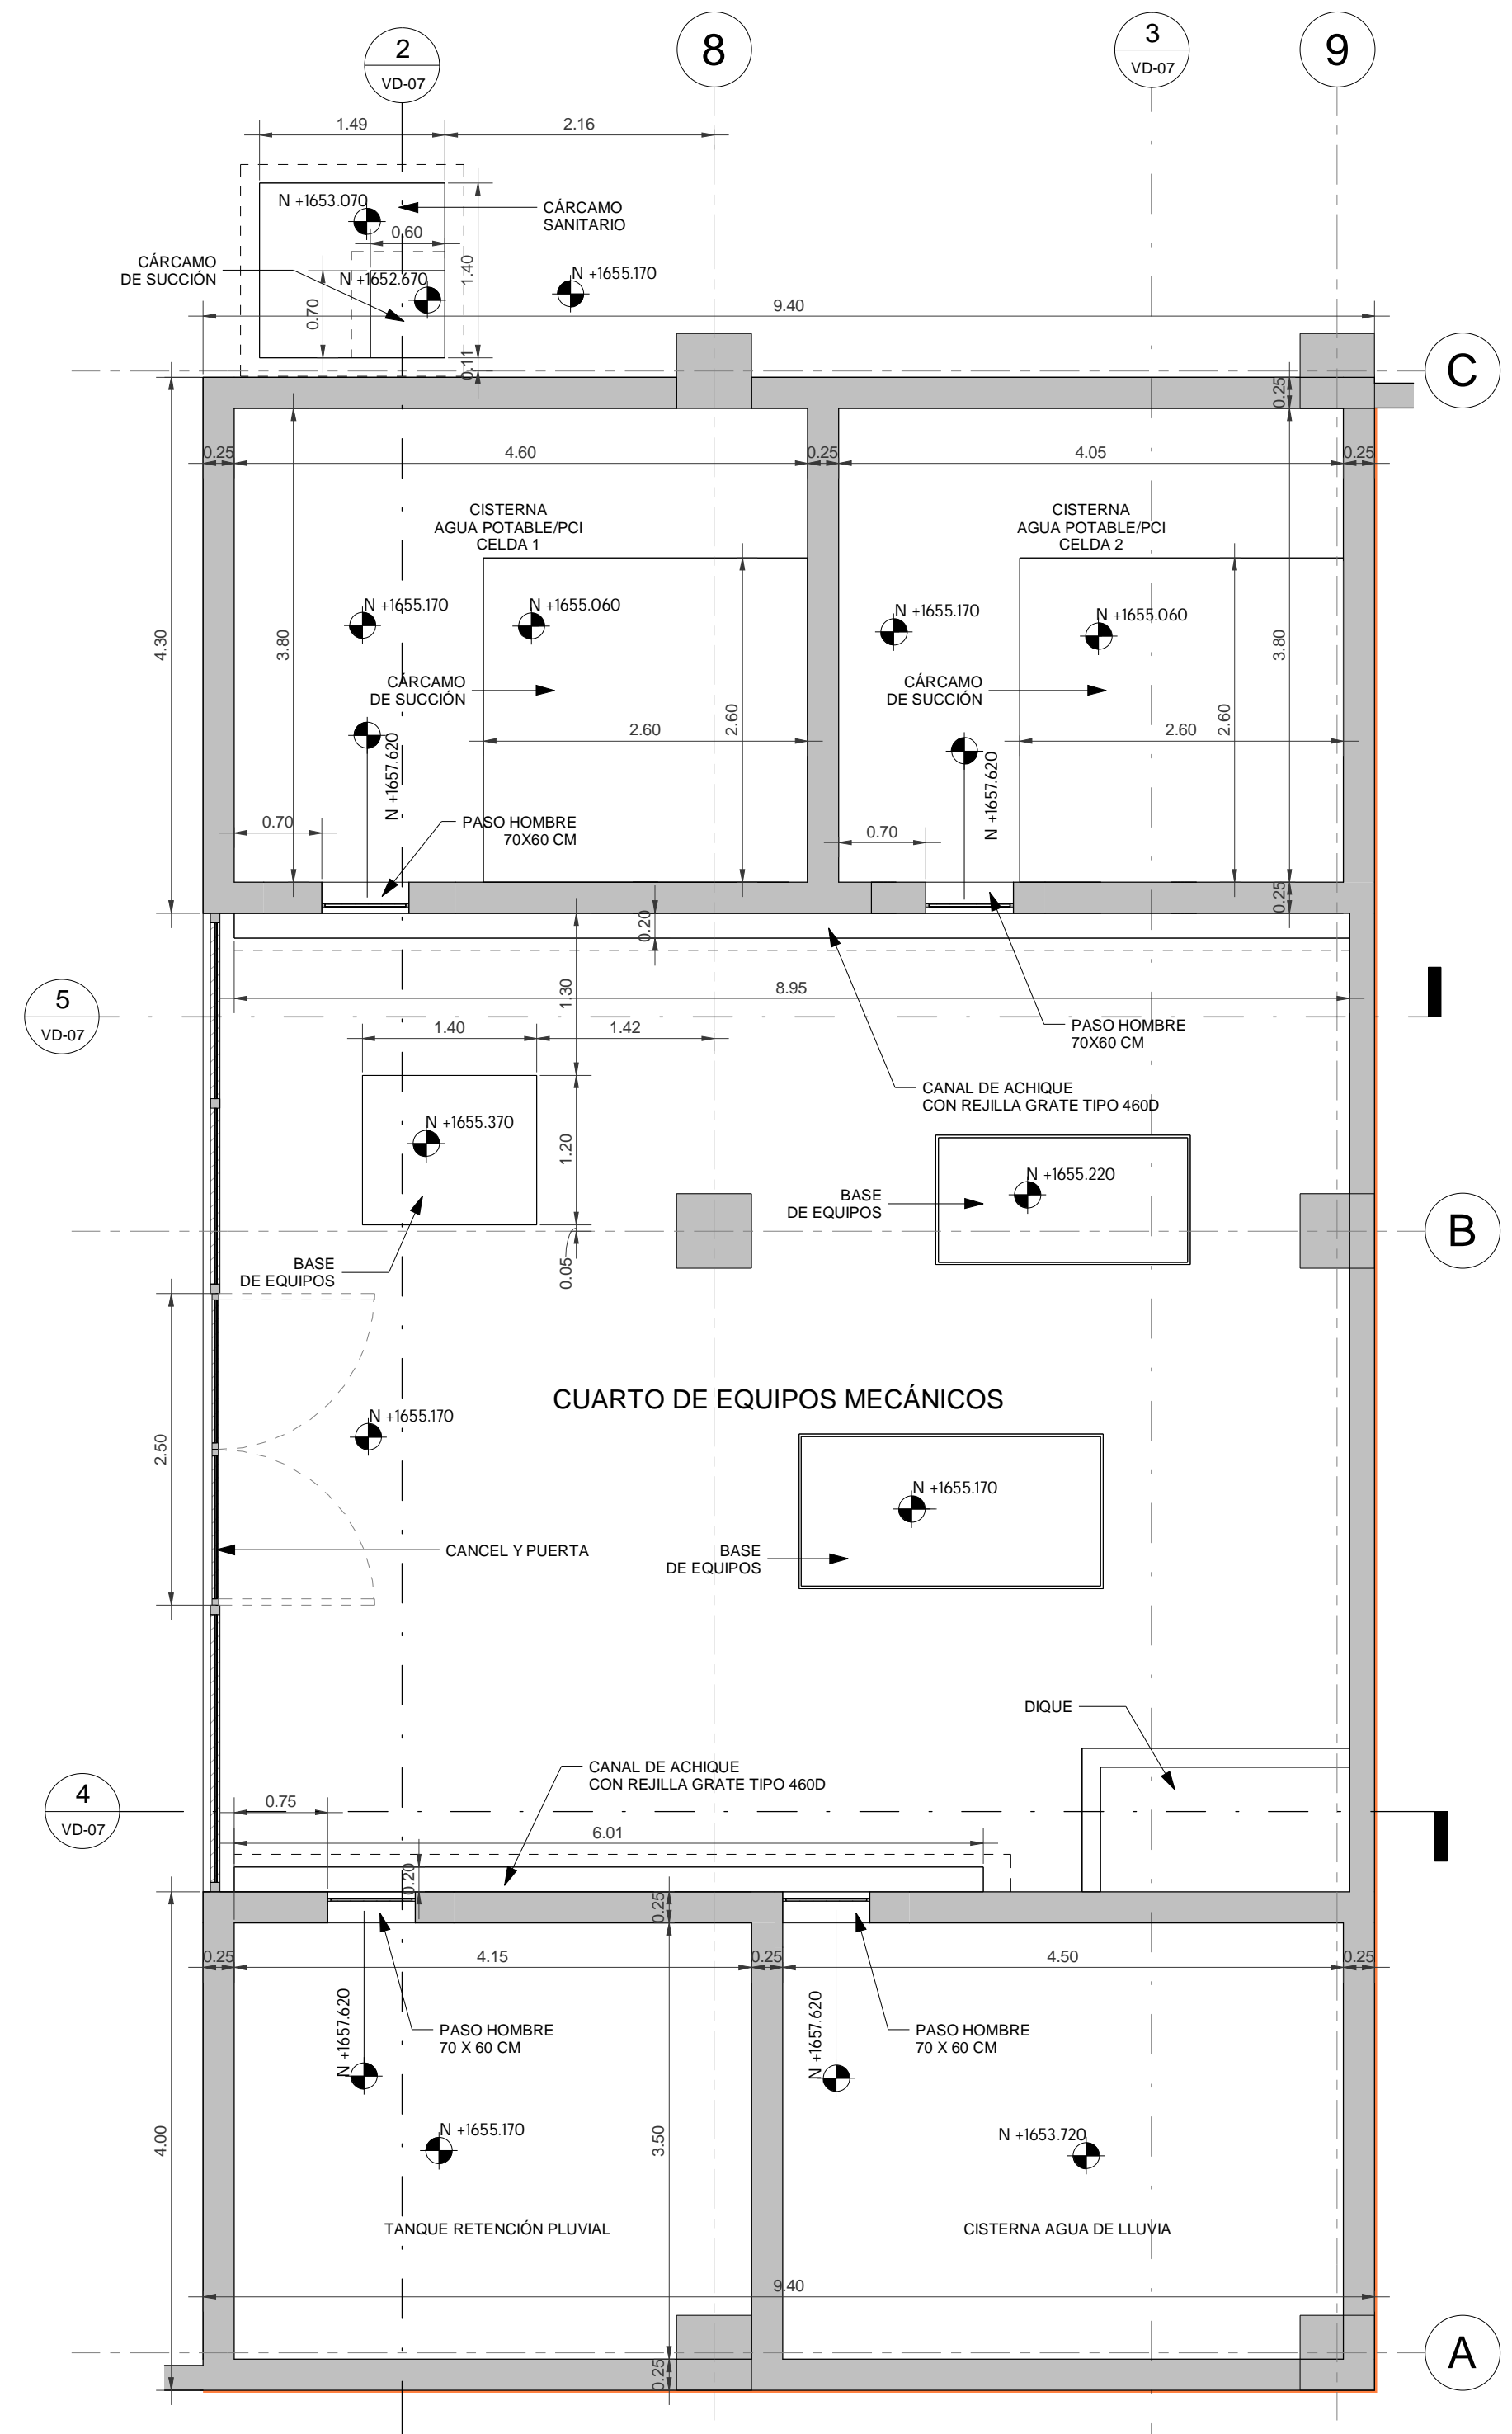 2
VD-07
8
3
VD-07
9
1.49
2.16
N +1653.070
CÁRCAMO
SANITARIO
0.60
CÁRCAMO
DE SUCCIÓN
N +1652.670
1.40
N +1655.170
0.70
9.40
0.11
C
0.25
0.25
4.60
0.25
4.05
0.25
CISTERNA
AGUA POTABLE/PCI
CELDA 1
CISTERNA
AGUA POTABLE/PCI
CELDA 2
4.30
3.80
N +1655.170
N +1655.060
N +1655.170
N +1655.060
3.80
CÁRCAMO
DE SUCCIÓN
CÁRCAMO
DE SUCCIÓN
2.60
2.60
2.60
2.60
N +1657.620
N +1657.620
0.70
PASO HOMBRE
70X60 CM
0.70
0.25
0.20
5
VD-07
1.30
8.95
1.40
1.42
PASO HOMBRE
70X60 CM
CANAL DE ACHIQUE
CON REJILLA GRATE TIPO 460D
N +1655.370
1.20
N +1655.220
BASE
DE EQUIPOS
B
BASE
DE EQUIPOS
0.05
CUARTO DE EQUIPOS MECÁNICOS
N +1655.170
2.50
N +1655.170
CANCEL Y PUERTA
BASE
DE EQUIPOS
DIQUE
CANAL DE ACHIQUE
CON REJILLA GRATE TIPO 460D
4
VD-07
0.75
6.01
0.20
0.25
0.25
4.15
0.25
4.50
0.25
N +1657.620
PASO HOMBRE
70 X 60 CM
N +1657.620
PASO HOMBRE
70 X 60 CM
4.00
N +1655.170
3.50
N +1653.720
TANQUE RETENCIÓN PLUVIAL
CISTERNA AGUA DE LLUVIA
9.40
A
0.25